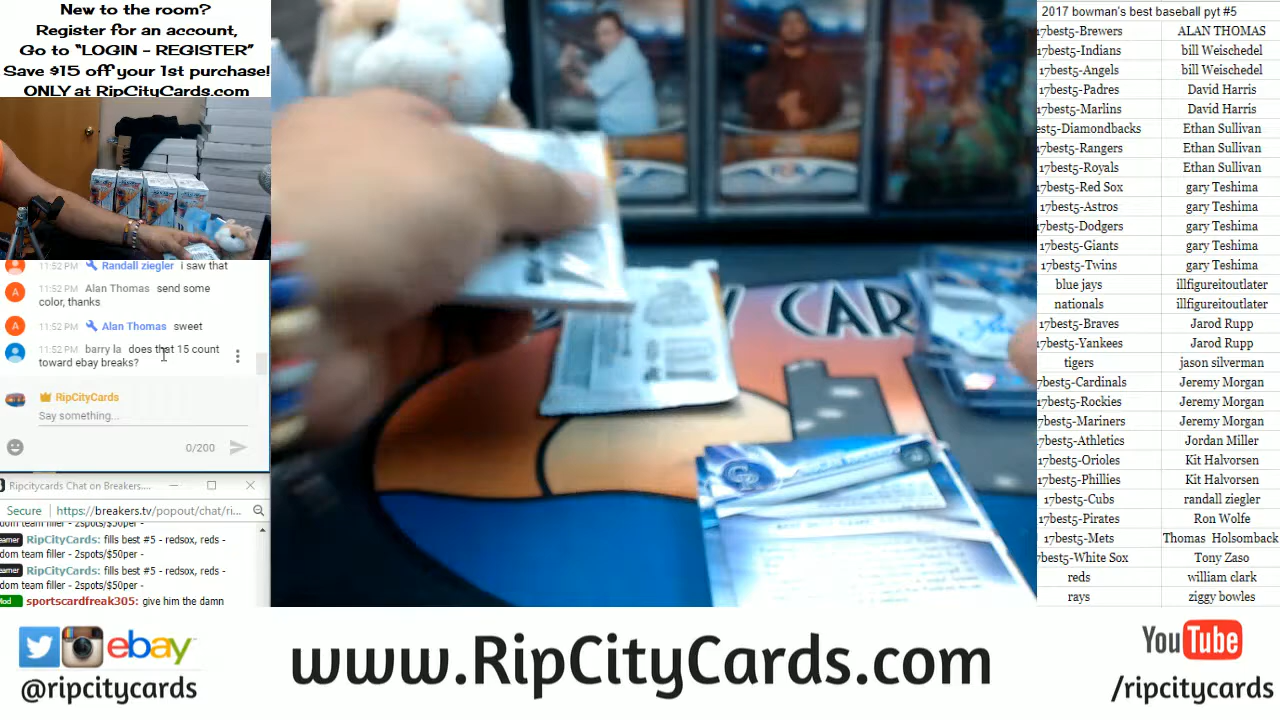 New to the room?
Register for an account,
Go to “LOGIN - REGISTER”
Save $15 off your 1st purchase!
ONLY at RipCityCards.com
11:52 PM Randall ziegler i saw that
11:52 PM Alan Thomas send some
color, thanks
11:52 PM Alan Thomas sweet
11:52 PM barry la does that 15 count
toward ebay breaks?
RipCityCards
Say something...
0/200
Ripcitycards Chat on Breakers....
Secure https://breakers.tv/popout/chat/ri...
dom team filler - 2spots/$50per -
RipCityCards: fills best #5 - redsox, reds -
dom team filler - 2spots/$50per -
RipCityCards: fills best #5 - redsox, reds -
dom team filler - 2spots/$50per -
Mod sportscardfreak305: give him the damn
Y CAR
2017 bowman's best baseball pyt #5
17best5-Brewers ALAN THOMAS
17best5-Indians bill Weischedel
17best5-Angels bill Weischedel
17best5-Padres David Harris
17best5-Marlins David Harris
est5-Diamondbacks Ethan Sullivan
17best5-Rangers Ethan Sullivan
17best5-Royals Ethan Sullivan
17best5-Red Sox gary Teshima
17best5-Astros gary Teshima
17best5-Dodgers gary Teshima
17best5-Giants gary Teshima
17best5-Twins gary Teshima
blue jays illfigureitoutlater
nationals illfigureitoutlater
17best5-Braves Jarod Rupp
17best5-Yankees Jarod Rupp
tigers jason silverman
7best5-Cardinals Jeremy Morgan
17best5-Rockies Jeremy Morgan
17best5-Mariners Jeremy Morgan
17best5-Athletics Jordan Miller
17best5-Orioles Kit Halvorsen
17best5-Phillies Kit Halvorsen
17best5-Cubs randall ziegler
17best5-Pirates Ron Wolfe
17best5-Mets Thomas Holsomback
7best5-White Sox Tony Zaso
reds william clark
rays ziggy bowles
ebay
@ripcitycards
www.RipCityCards.com
YouTube
/ripcitycards